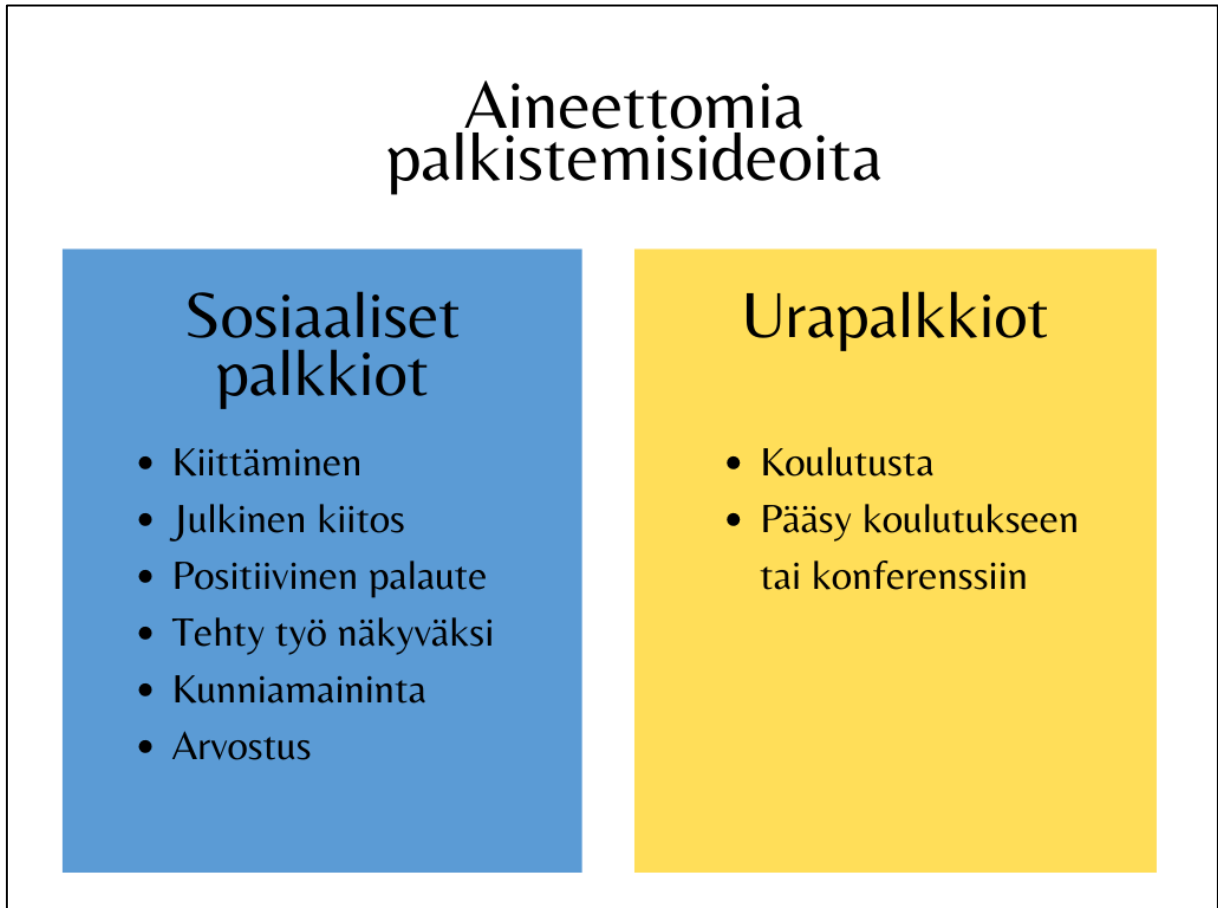 Aineettomia
palkistemisideoita
Sosiaaliset
palkkiot
• Kiittäminen
• Julkinen kiitos
• Positiivinen palaute
• Tehty työ näkyväksi
• Kunniamaininta
• Arvostus
Urapalkkiot
• Koulutusta
• Pääsy koulutukseen
tai konferenssiin